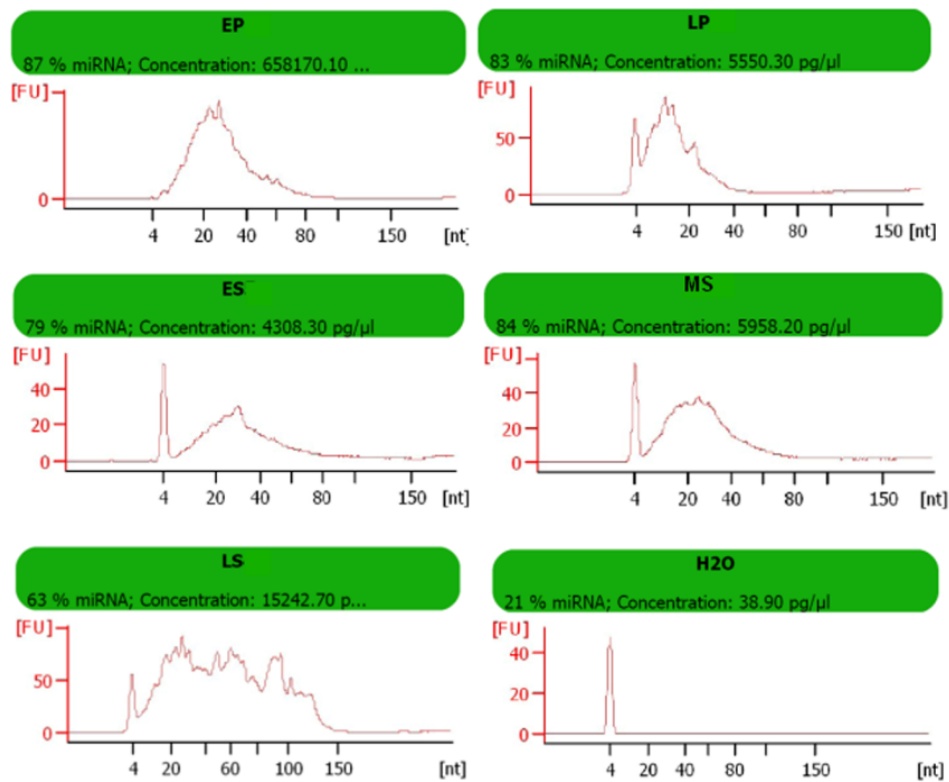 EP
87 % miRNA; Concentration: 658170.10 ...
[FU]
0
4 20 40 80 150 [nt]
LP
83 % miRNA; Concentration: 5550.30 pg/µl
[FU]
50
0
4 20 40 80 150 [nt]
ES
79 % miRNA; Concentration: 4308.30 pg/µl
[FU]
40
20
0
4 20 40 80 150 [nt]
MS
84 % miRNA; Concentration: 5958.20 pg/µl
[FU]
40
20
0
4 20 40 80 150 [nt]
LS
63 % miRNA; Concentration: 15242.70 p...
[FU]
50
0
4 20 60 100 150 [nt]
H2O
21 % miRNA; Concentration: 38.90 pg/µl
[FU]
40
20
0
4 20 40 80 150 [nt]